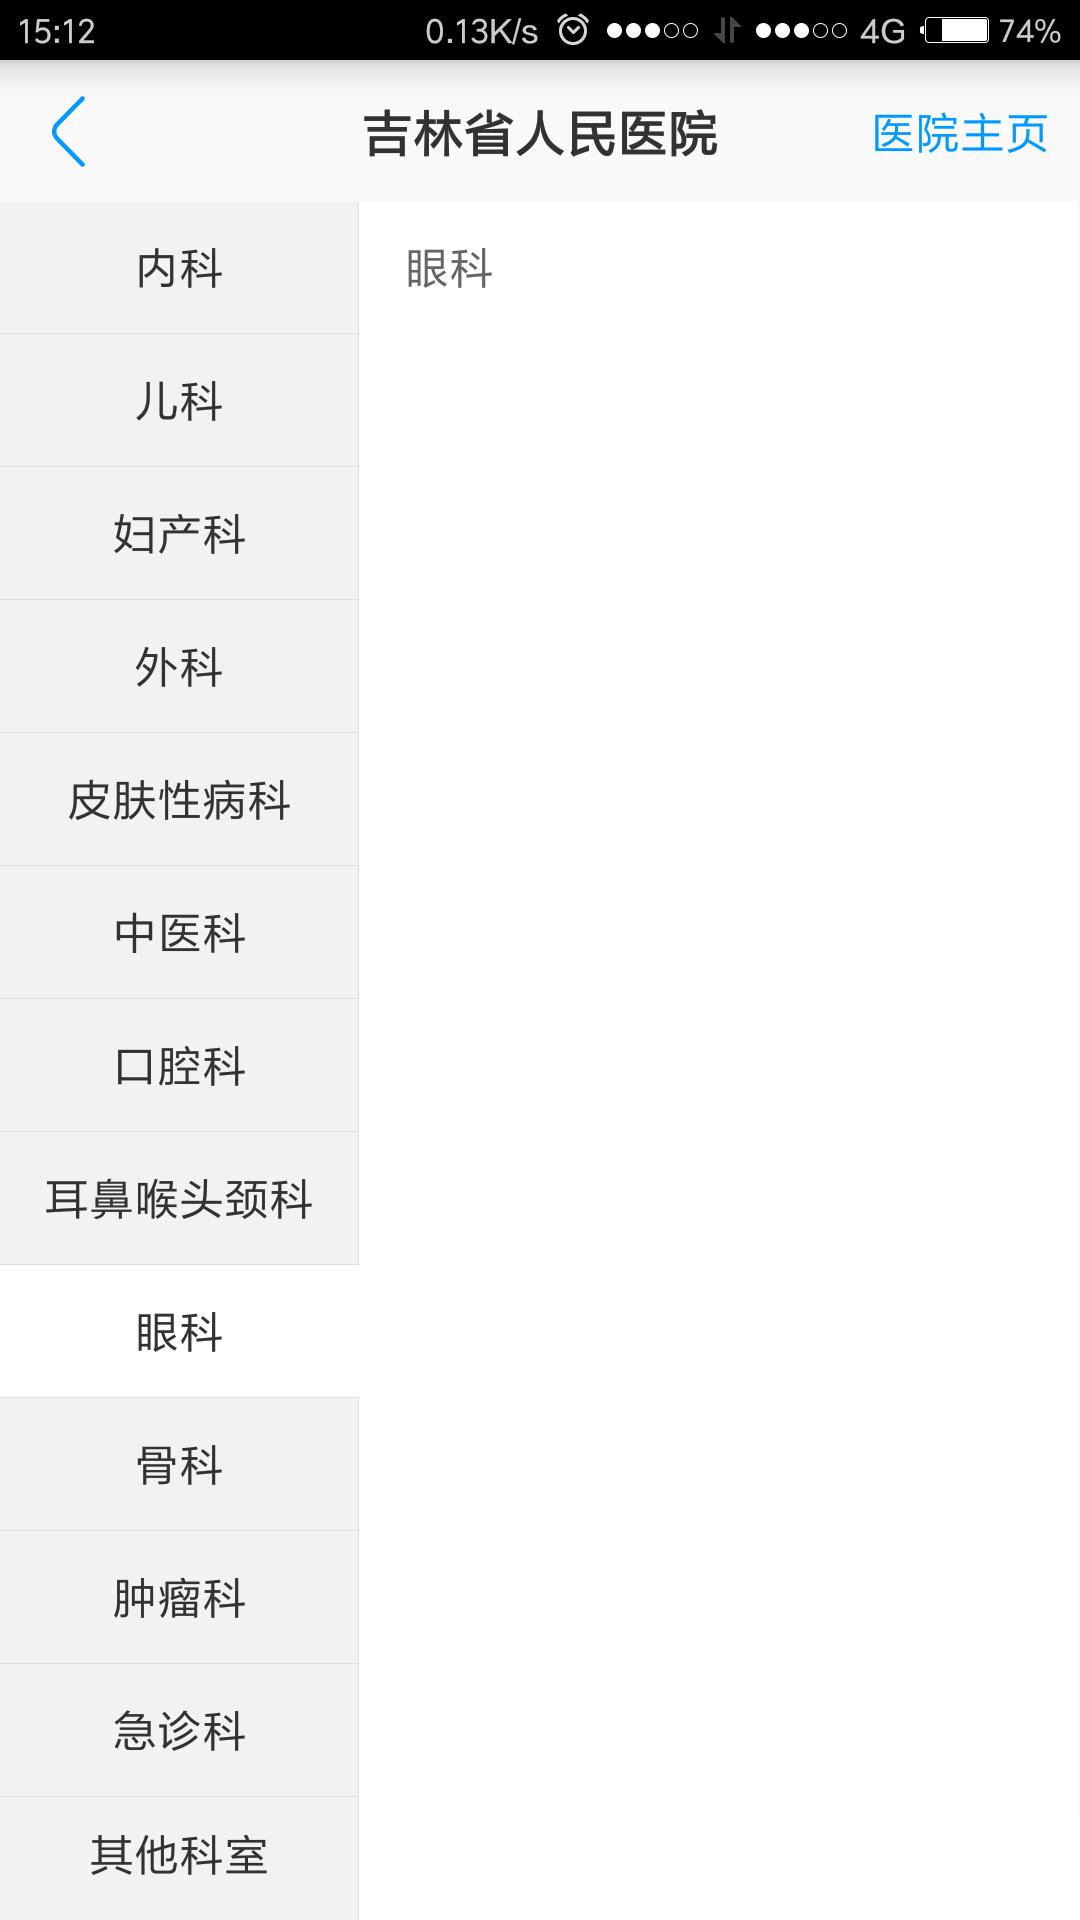 15:12 0.13K/s 4G 74%
吉林省人民医院 医院主页
内科
眼科
儿科
妇产科
外科
皮肤性病科
中医科
口腔科
耳鼻喉头颈科
眼科
骨科
肿瘤科
急诊科
其他科室